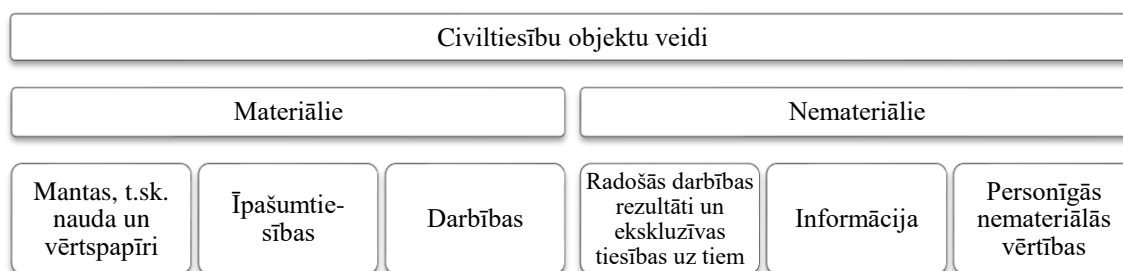 Civiltiesību objektu veidi
Materiālie
Nemateriālie
Mantas, t.sk.
nauda un
vērtspapīri
Īpašumtie-
sības
Darbības
Radošās darbības
rezultāti un
ekskluzīvas
tiesības uz tiem
Informācija
Personīgās
nemateriālās
vērtības